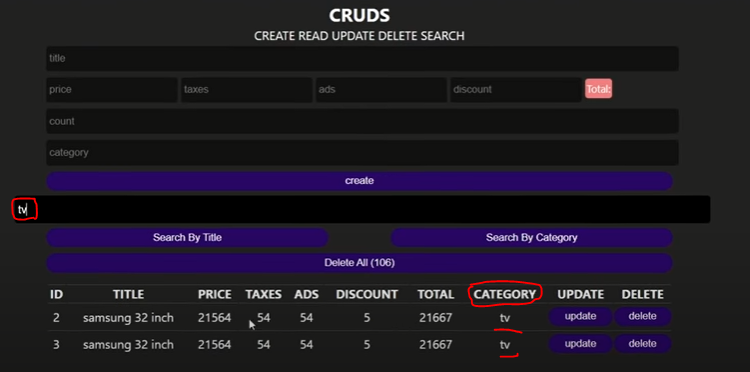 CRUDS
CREATE READ UPDATE DELETE SEARCH
title
price taxes ads discount Total:
count
category
create
tv
Search By Title Search By Category
Delete All (106)
ID TITLE PRICE TAXES ADS DISCOUNT TOTAL CATEGORY UPDATE DELETE
2 samsung 32 inch 21564 54 54 5 21667 tv update delete
3 samsung 32 inch 21564 54 54 5 21667 tv update delete